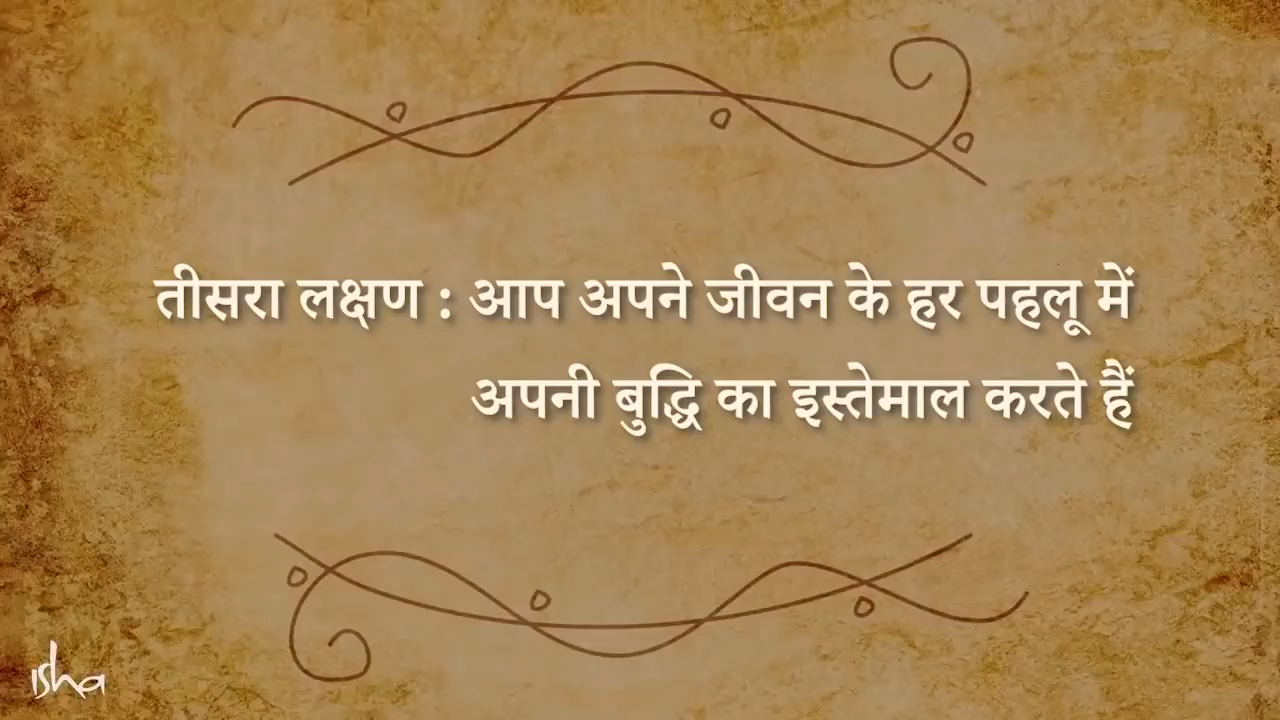 तीसरा लक्षण : आप अपने जीवन के हर पहलू में
अपनी बुद्धि का इस्तेमाल करते हैं
isha